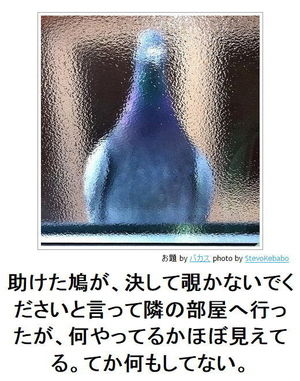 お題 by バカス photo by StevoKebabo
助けた鳩が、決して覗かないでく
ださいと言って隣の部屋へ行っ
たが、何やってるかほぼ見えて
る。てか何もしてない。